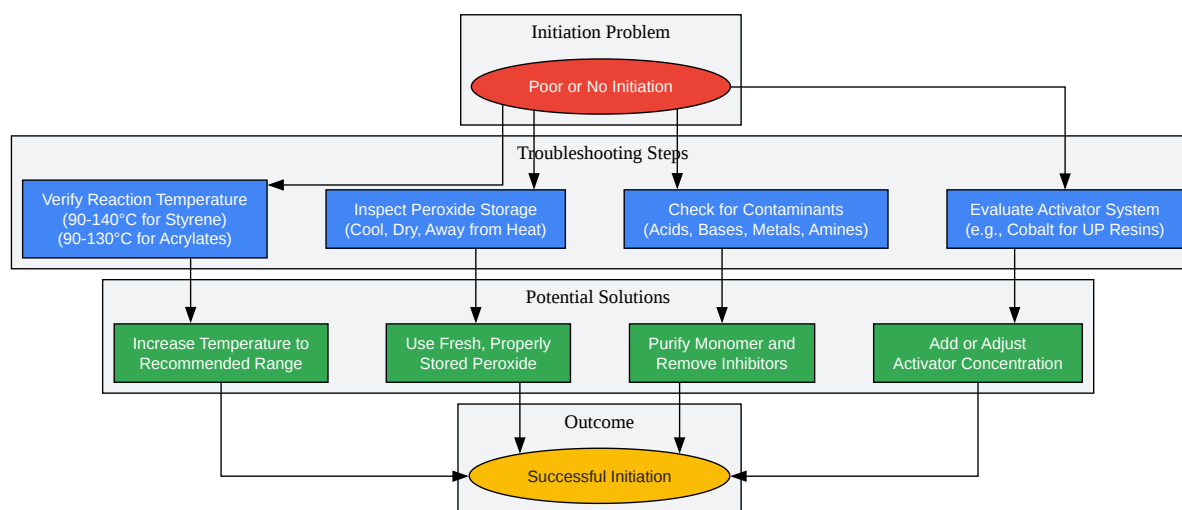 Initiation Problem
Poor or No Initiation
Troubleshooting Steps
Verify Reaction Temperature
(90-140°C for Styrene)
(90-130°C for Acrylates)
Inspect Peroxide Storage
(Cool, Dry, Away from Heat)
Check for Contaminants
(Acids, Bases, Metals, Amines)
Evaluate Activator System
(e.g., Cobalt for UP Resins)
Potential Solutions
Increase Temperature to
Recommended Range
Use Fresh, Properly
Stored Peroxide
Purify Monomer and
Remove Inhibitors
Add or Adjust
Activator Concentration
Outcome
Successful Initiation